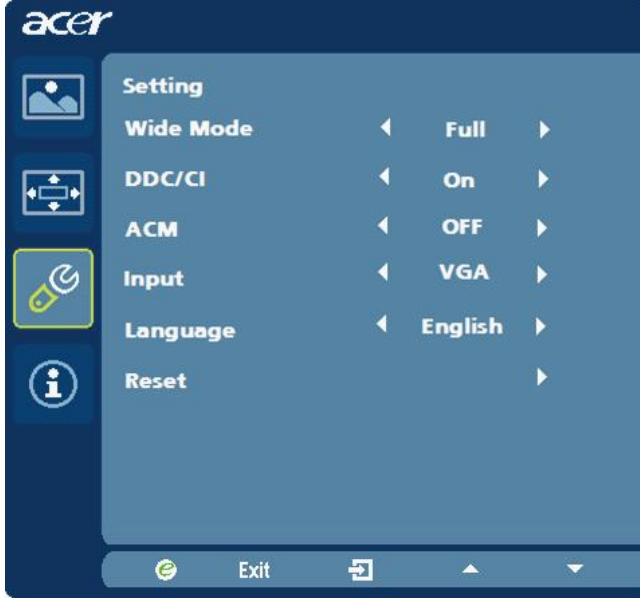 acer
Setting
Wide Mode Full
DDC/CI On
ACM OFF
Input VGA
Language English
Reset
e Exit